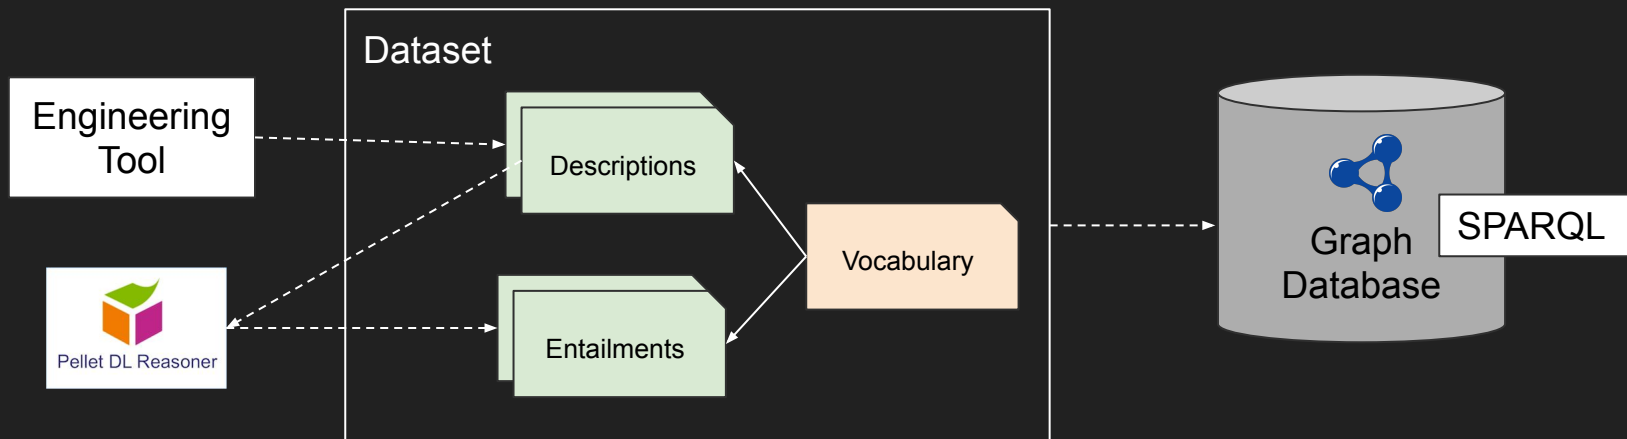 Dataset
Engineering
Tool
Descriptions
Vocabulary
Entailments
Pellet DL Reasoner
Graph
Database
SPARQL